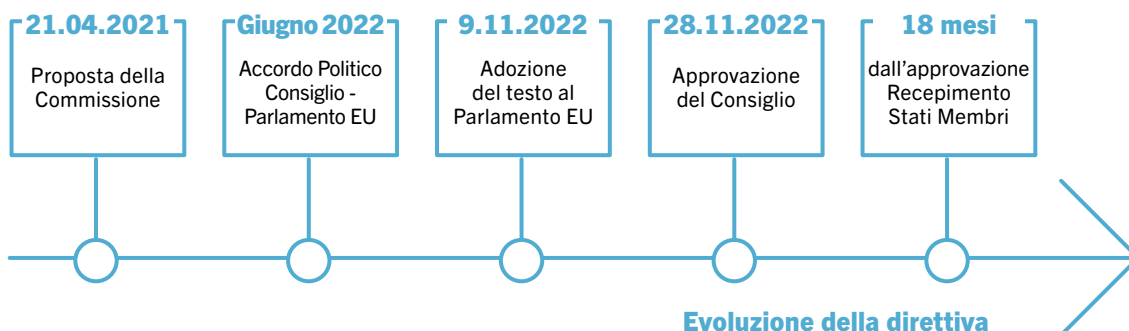 21.04.2021
Proposta della
Commissione
Giugno 2022
Accordo Politico
Consiglio -
Parlamento EU
9.11.2022
Adozione
del testo al
Parlamento EU
28.11.2022
Approvazione
del Consiglio
18 mesi
dall’approvazione
Recepimento
Stati Membri
Evoluzione della direttiva